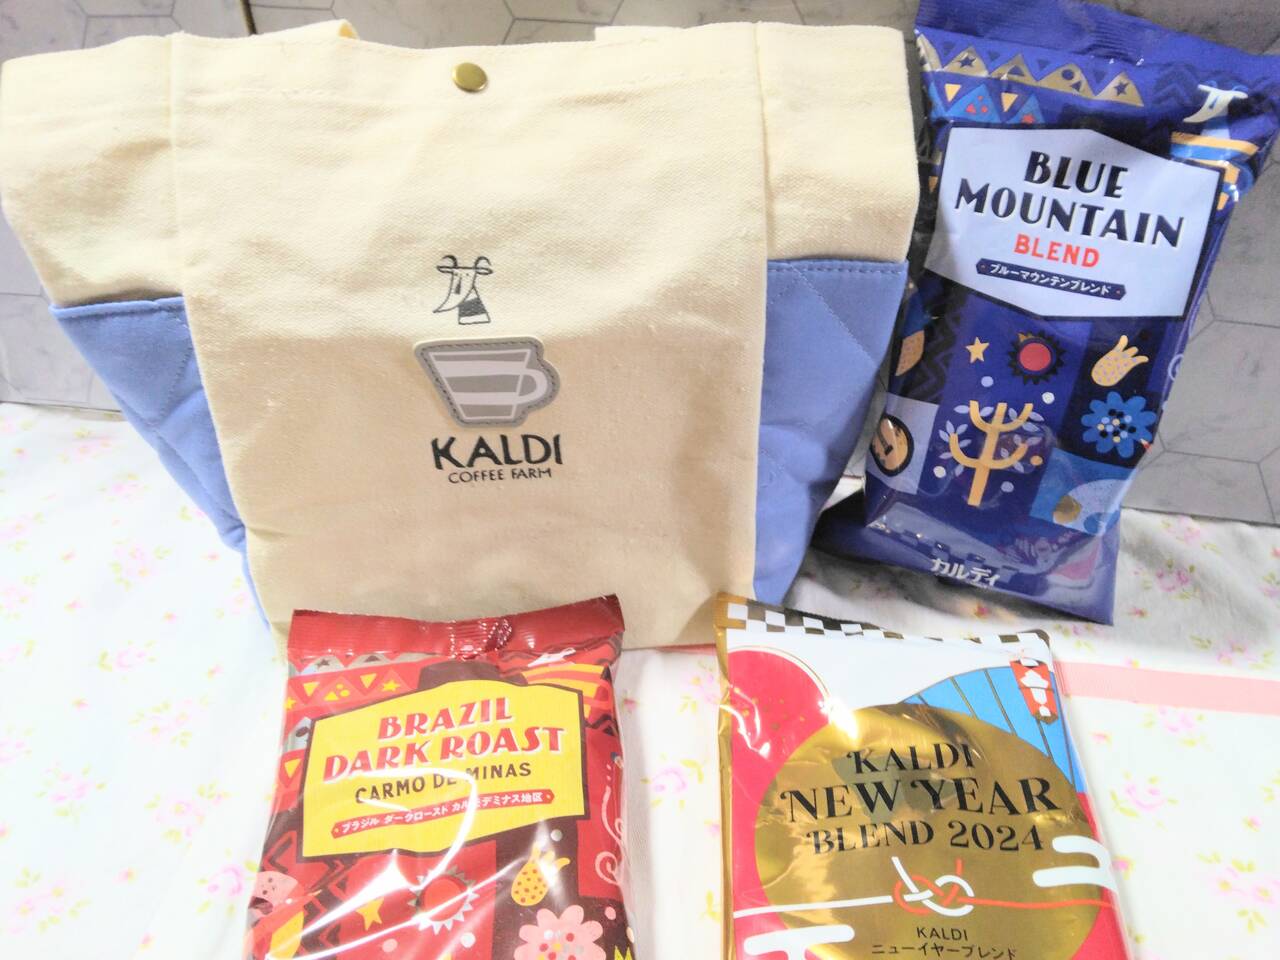 KALDI
COFFEE FARM
BLUE
MOUNTAIN
BLEND
ブルーマウンテンブレンド
カルディ
BRAZIL
DARK ROAST
CARMO DE MINAS
ブラジル ダークロースト カルモデミナス地区
KALDI
NEW YEAR
BLEND 2024
KALDI
ニューイヤーブレンド